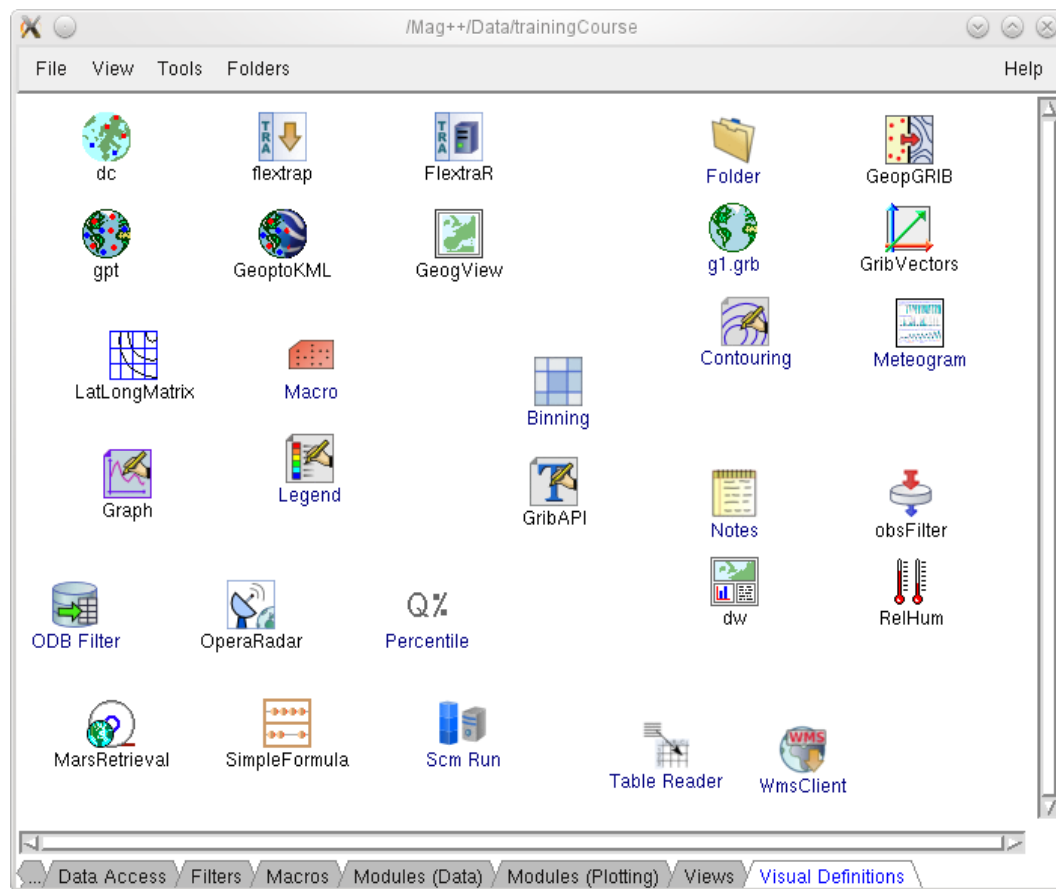 /Mag++/Data/trainingCourse
File View Tools Folders Help
dc flextrap FlextraR Folder GeopGRIB
gpt GeoptoKML GeogView g1.grb GribVectors
Contouring Meteogram
LatLongMatrix Macro Binning
Graph Legend GribAPI Notes obsFilter
dw RelHum
ODB Filter OperaRadar Q% Percentile
MarsRetrieval SimpleFormula Scm Run Table Reader WMS WmsClient
... Data Access Filters Macros Modules (Data) Modules (Plotting) Views Visual Definitions